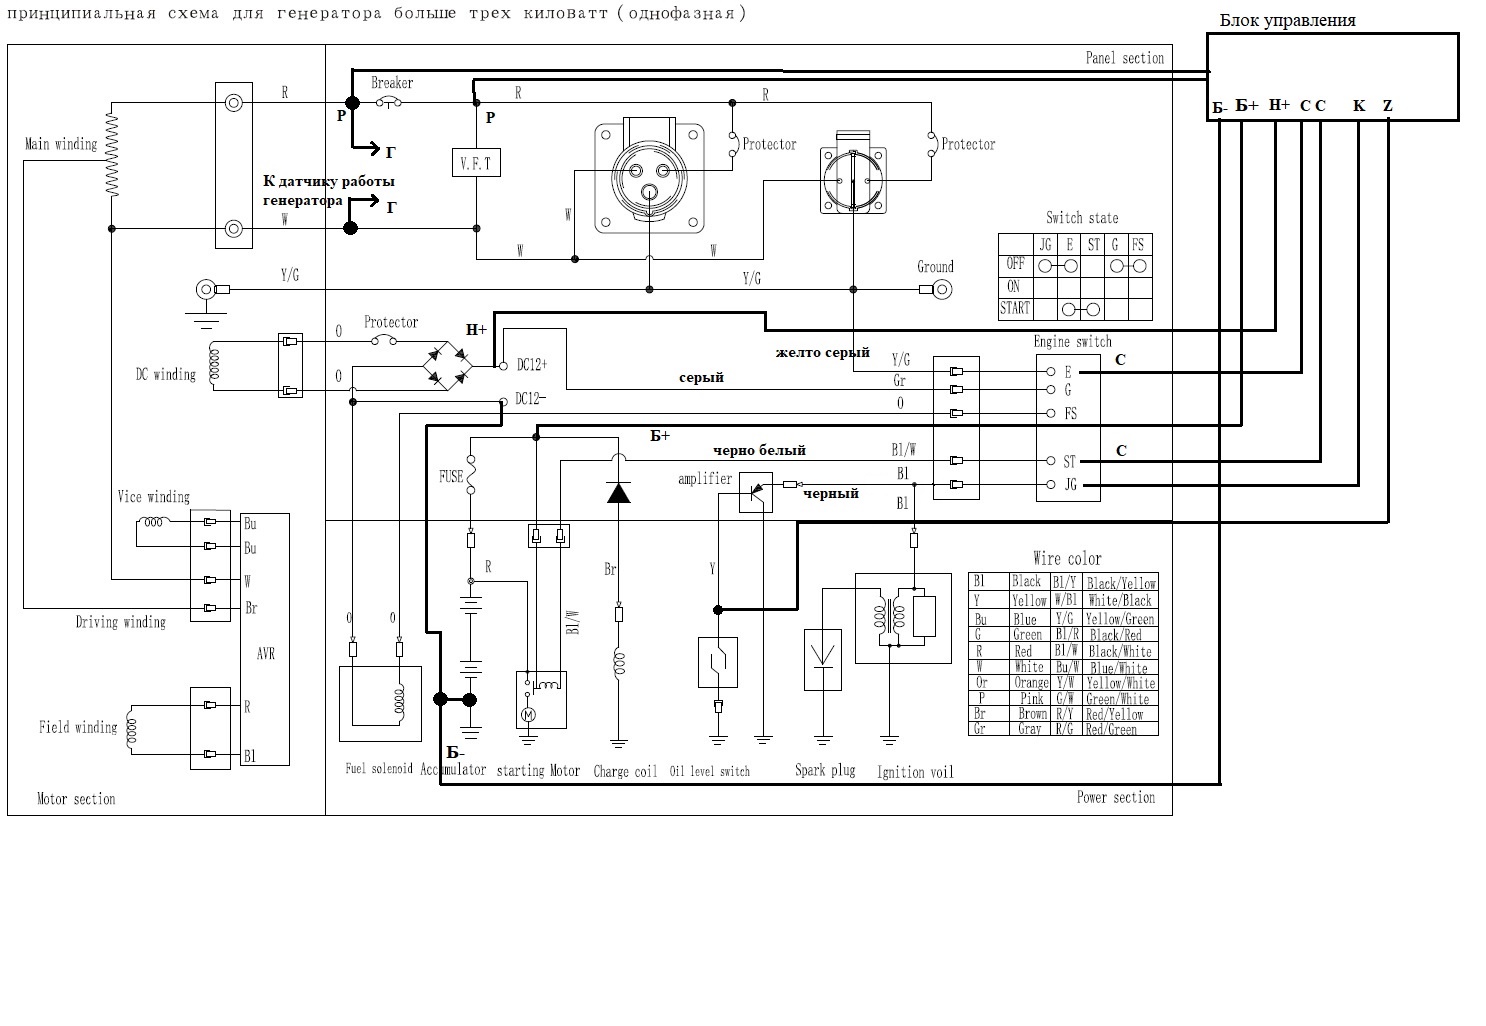 принципиальная схема для генератора больше трех киловатт (однофазная)
Блок управления
Panel section
Breaker
R
R
R
Р
Р
Б-
Б+
Н+
С
С
К
Z
Main winding
V.F.T
Protector
Protector
Г
К датчику работы
генератора
Г
W
W
W
W
Y/G
Y/G
Ground
Switch state
JG E ST G FS
OFF
ON
START
Engine switch
0
Protector
Н+
DC winding
0
DC12+
DC12-
желто серый
серый
Y/G
Gr
0
E
G
FS
С
Б+
черно белый
Bl/W
ST
С
FUSE
amplifier
черный
Bl
Bl
JG
Vice winding
Bu
Bu
W
Br
Driving winding
AVR
R
Br
Y
Bl/W
0
0
Field winding
R
Bl
Wire color
Bl Black Bl/Y Black/Yellow
Y Yellow W/Bl White/Black
Bu Blue Y/G Yellow/Green
G Green Bl/R Black/Red
R Red Bl/W Black/White
W White Bu/W Blue/White
Or Orange Y/W Yellow/White
P Pink G/W Green/White
Br Brown R/Y Red/Yellow
Gr Gray R/G Red/Green
M
Б-
Fuel solenoid
Accumulator
starting Motor
Charge coil
Oil level switch
Spark plug
Ignition voil
Motor section
Power section